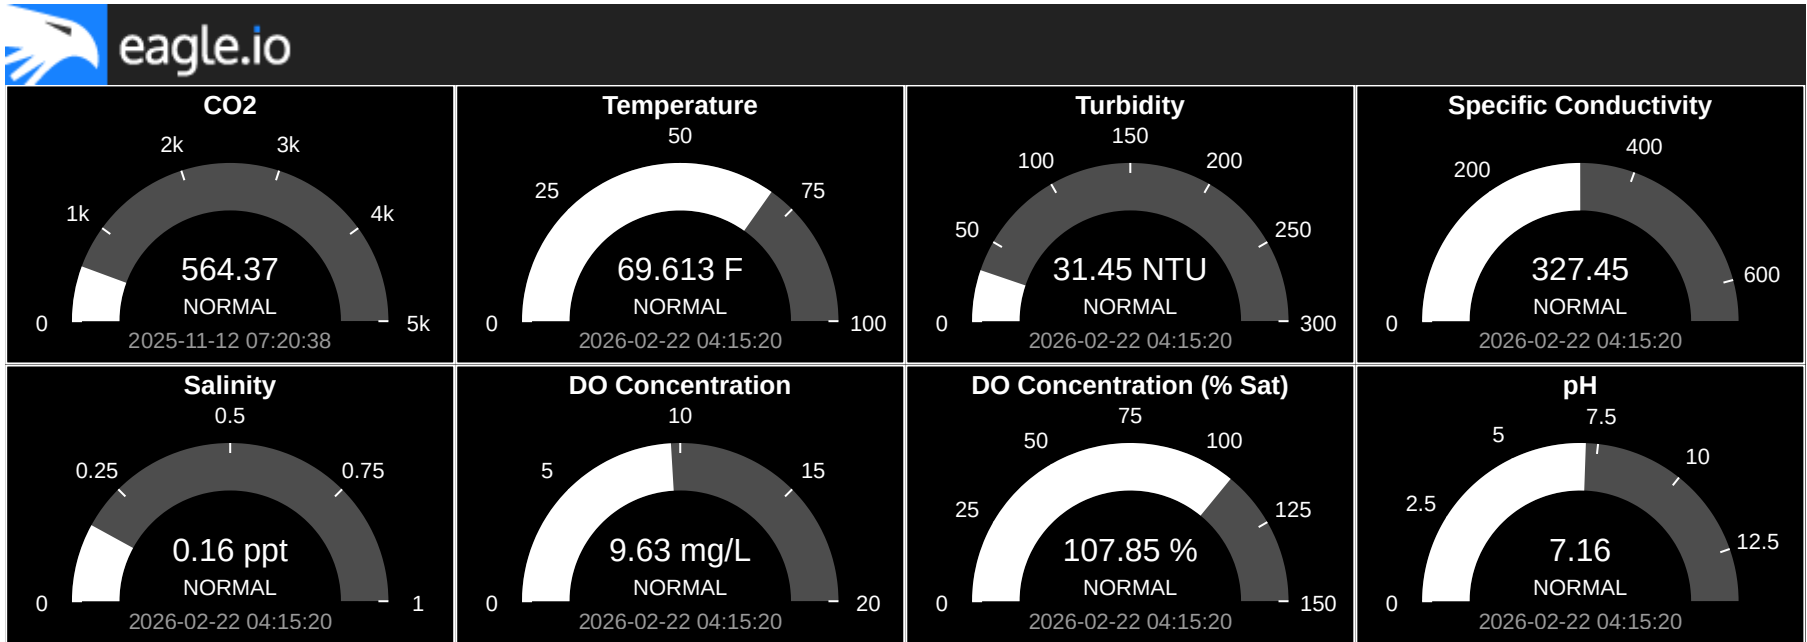 eagle.io
CO2
0
1k
2k
3k
4k
5k
564.37
NORMAL
2025-11-12 07:20:38
Temperature
0
25
50
75
100
69.613 F
NORMAL
2026-02-22 04:15:20
Turbidity
0
50
100
150
200
250
300
31.45 NTU
NORMAL
2026-02-22 04:15:20
Specific Conductivity
0
200
400
600
327.45
NORMAL
2026-02-22 04:15:20
Salinity
0
0.25
0.5
0.75
1
0.16 ppt
NORMAL
2026-02-22 04:15:20
DO Concentration
0
5
10
15
20
9.63 mg/L
NORMAL
2026-02-22 04:15:20
DO Concentration (% Sat)
0
25
50
75
100
125
150
107.85 %
NORMAL
2026-02-22 04:15:20
pH
0
2.5
5
7.5
10
12.5
7.16
NORMAL
2026-02-22 04:15:20